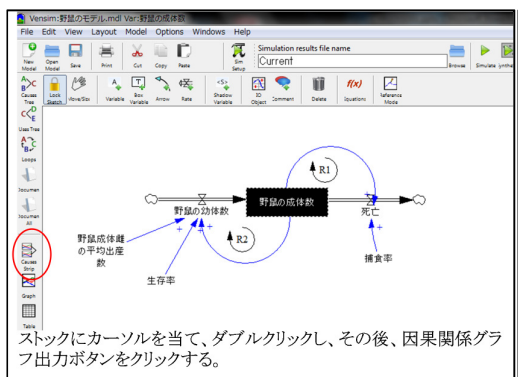 Vensim:野鼠のモデル.mdl Var:野鼠の成体数
File Edit View Layout Model Options Windows Help
New Model
Open Model
Save
Print
Cut
Copy
Paste
Sim Setup
Simulation results file name
Current
Browse
Simulate
Causes Tree
Lock Sketch
Move/Size
Variable
Box Variable
Arrow
Rate
Shadow Variable
IO Object
Comment
Delete
f(x)
Equations
Reference Mode
Uses Tree
Loops
Document
Document All
Causes Strip
Graph
Table
R1
野鼠の幼体数
野鼠の成体数
死亡
+
+
+
+
R2
野鼠成体雌
の平均出産
数
生存率
捕食率
ストックにカーソルを当て、ダブルクリックし、その後、因果関係グラ
フ出力ボタンをクリックする。